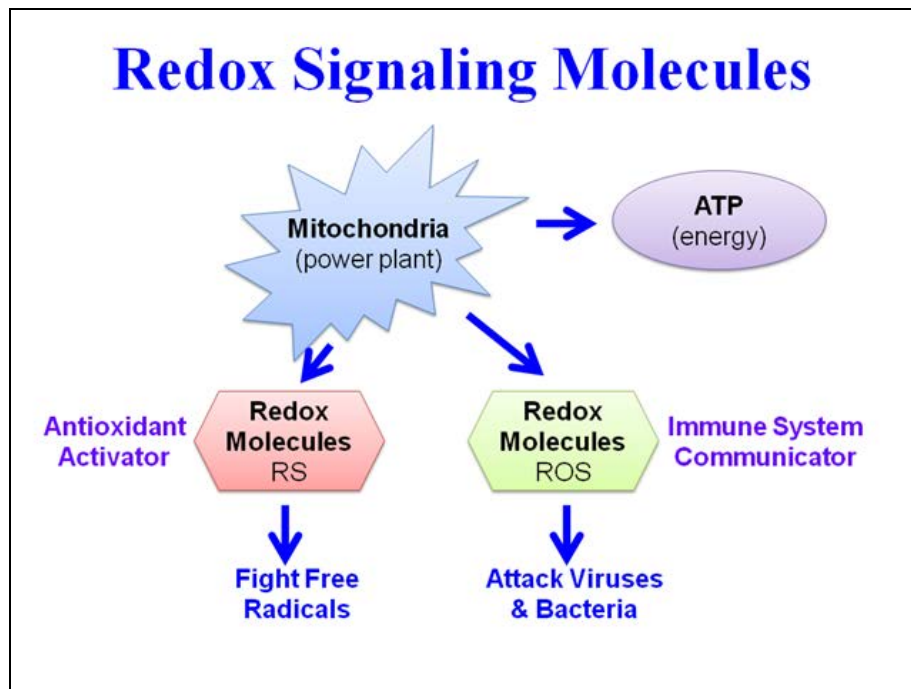 Redox Signaling Molecules
Mitochondria
(power plant)
ATP
(energy)
Antioxidant
Activator
Redox
Molecules
RS
Redox
Molecules
ROS
Immune System
Communicator
Fight Free
Radicals
Attack Viruses
& Bacteria